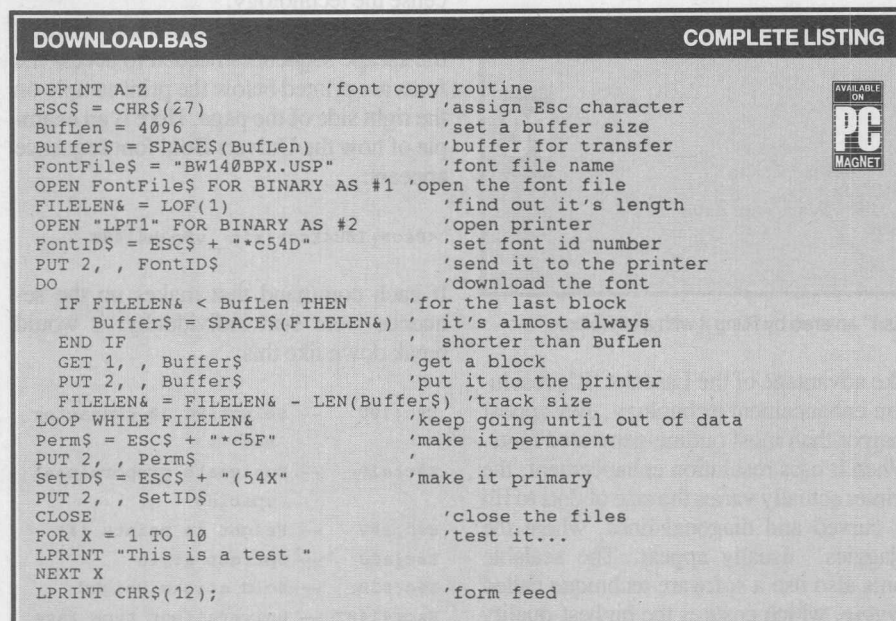 DOWNLOAD.BAS COMPLETE LISTING
AVAILABLE
ON
PC
MAGNET
DEFINT A-Z 'font copy routine
ESC$ = CHR$(27) 'assign Esc character
BufLen = 4096 'set a buffer size
Buffer$ = SPACE$(BufLen) 'buffer for transfer
FontFile$ = "BW140BPX.USP" 'font file name
OPEN FontFile$ FOR BINARY AS #1 'open the font file
FILELEN& = LOF(1) 'find out it's length
OPEN "LPT1" FOR BINARY AS #2 'open printer
FontID$ = ESC$ + "*c54D" 'set font id number
PUT 2, , FontID$ 'send it to the printer
DO 'download the font
IF FILELEN& < BufLen THEN 'for the last block
Buffer$ = SPACE$(FILELEN&) ' it's almost always
END IF ' shorter than BufLen
GET 1, , Buffer$ 'get a block
PUT 2, , Buffer$ 'put it to the printer
FILELEN& = FILELEN& - LEN(Buffer$) 'track size
LOOP WHILE FILELEN& 'keep going until out of data
Perm$ = ESC$ + "*c5F" 'make it permanent
PUT 2, , Perm$ '
SetID$ = ESC$ + "(54X" 'make it primary
PUT 2, , SetID$
CLOSE 'close the files
FOR X = 1 TO 10 'test it...
LPRINT "This is a test "
NEXT X
LPRINT CHR$(12); 'form feed